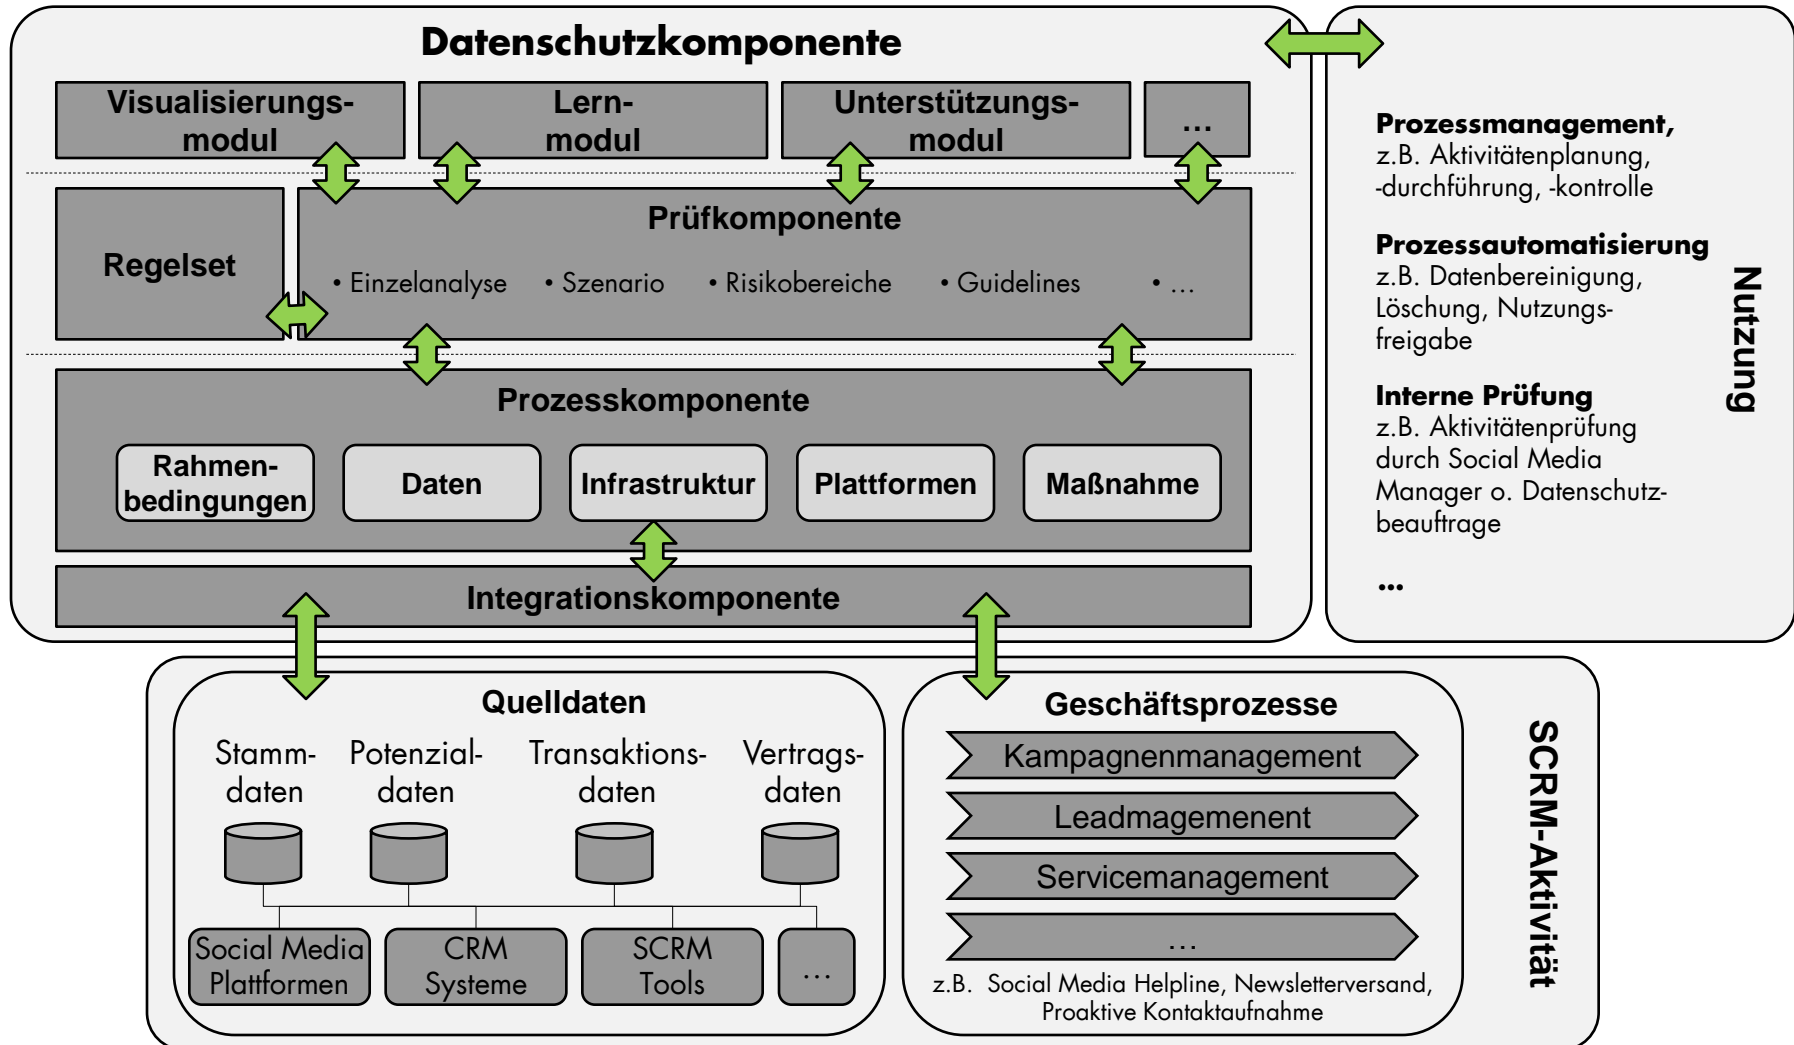 Datenschutzkomponente
Visualisierungs-
modul
Lern-
modul
Unterstützungs-
modul
...
Regelset
Prüfkomponente
• Einzelanalyse
• Szenario
• Risikobereiche
• Guidelines
• ...
Prozesskomponente
Rahmen-
bedingungen
Daten
Infrastruktur
Plattformen
Maßnahme
Integrationskomponente
Prozessmanagement,
z.B. Aktivitätenplanung,
-durchführung, -kontrolle
Prozessautomatisierung
z.B. Datenbereinigung,
Löschung, Nutzungs-
freigabe
Interne Prüfung
z.B. Aktivitätenprüfung
durch Social Media
Manager o. Datenschutz-
beauftrage
...
Nutzung
Quelldaten
Stamm-
daten
Potenzial-
daten
Transaktions-
daten
Vertrags-
daten
Social Media
Plattformen
CRM
Systeme
SCRM
Tools
...
Geschäftsprozesse
Kampagnenmanagement
Leadmagemenent
Servicemanagement
...
z.B. Social Media Helpline, Newsletterversand,
Proaktive Kontaktaufnahme
SCRM-Aktivität